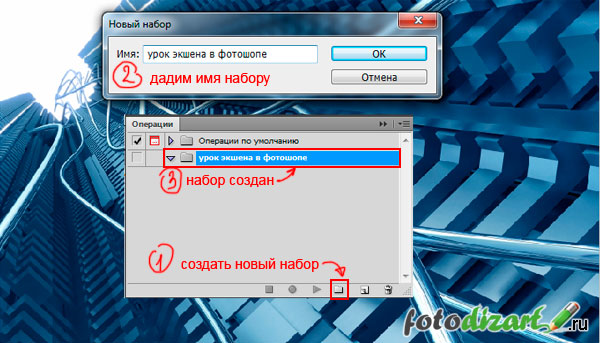 Новый набор
Имя: урок экшена в фотошопе OK
2 дадим имя набору Отмена
Операции
Операции по умолчанию
урок экшена в фотошопе
3 набор создан
1 создать новый набор
fotodizart.ru